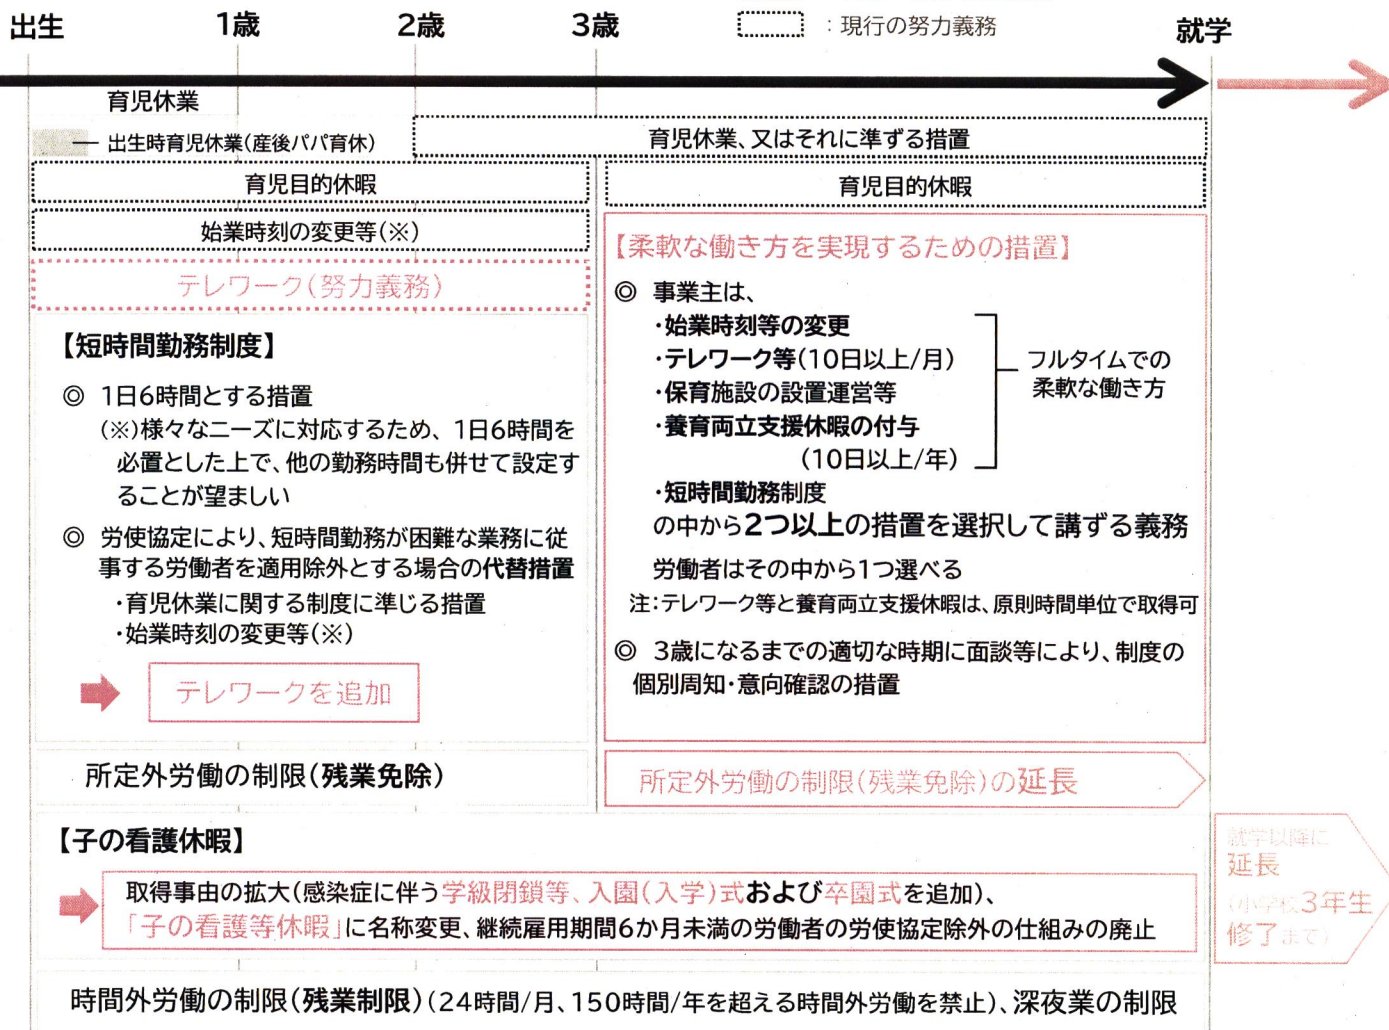 出生
1歳
2歳
3歳
:現行の努力義務
就学
育児休業
出生時育児休業(産後パパ育休)
育児休業、又はそれに準ずる措置
育児目的休暇
育児目的休暇
始業時刻の変更等(※)
テレワーク(努力義務)
【短時間勤務制度】
◎ 1日6時間とする措置
(※)様々なニーズに対応するため、1日6時間を
必置とした上で、他の勤務時間も併せて設定す
ることが望ましい
◎ 労使協定により、短時間勤務が困難な業務に従
事する労働者を適用除外とする場合の代替措置
・育児休業に関する制度に準じる措置
・始業時刻の変更等(※)
テレワークを追加
【柔軟な働き方を実現するための措置】
◎ 事業主は、
・始業時刻等の変更
・テレワーク等(10日以上/月)
・保育施設の設置運営等
・養育両立支援休暇の付与
(10日以上/年)
フルタイムでの
柔軟な働き方
・短時間勤務制度
の中から2つ以上の措置を選択して講ずる義務
労働者はその中から1つ選べる
注:テレワーク等と養育両立支援休暇は、原則時間単位で取得可
◎ 3歳になるまでの適切な時期に面談等により、制度の
個別周知・意向確認の措置
所定外労働の制限(残業免除)
所定外労働の制限(残業免除)の延長
【子の看護休暇】
取得事由の拡大(感染症に伴う学級閉鎖等、入園(入学)式および卒園式を追加)、
「子の看護等休暇」に名称変更、継続雇用期間6か月未満の労働者の労使協定除外の仕組みの廃止
就学以降に
延長
(小学校3年生
修了まで)
時間外労働の制限(残業制限)(24時間/月、150時間/年を超える時間外労働を禁止)、深夜業の制限